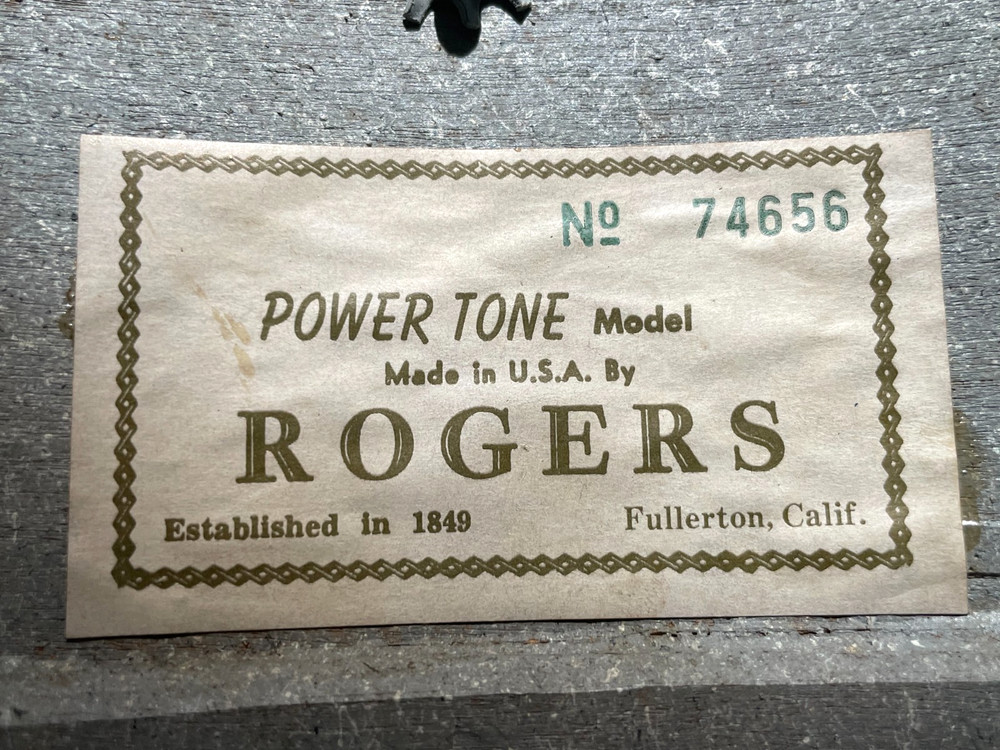 Nº 74656
POWER TONE Model
Made in U.S.A. By
ROGERS
Established in 1849 Fullerton, Calif.